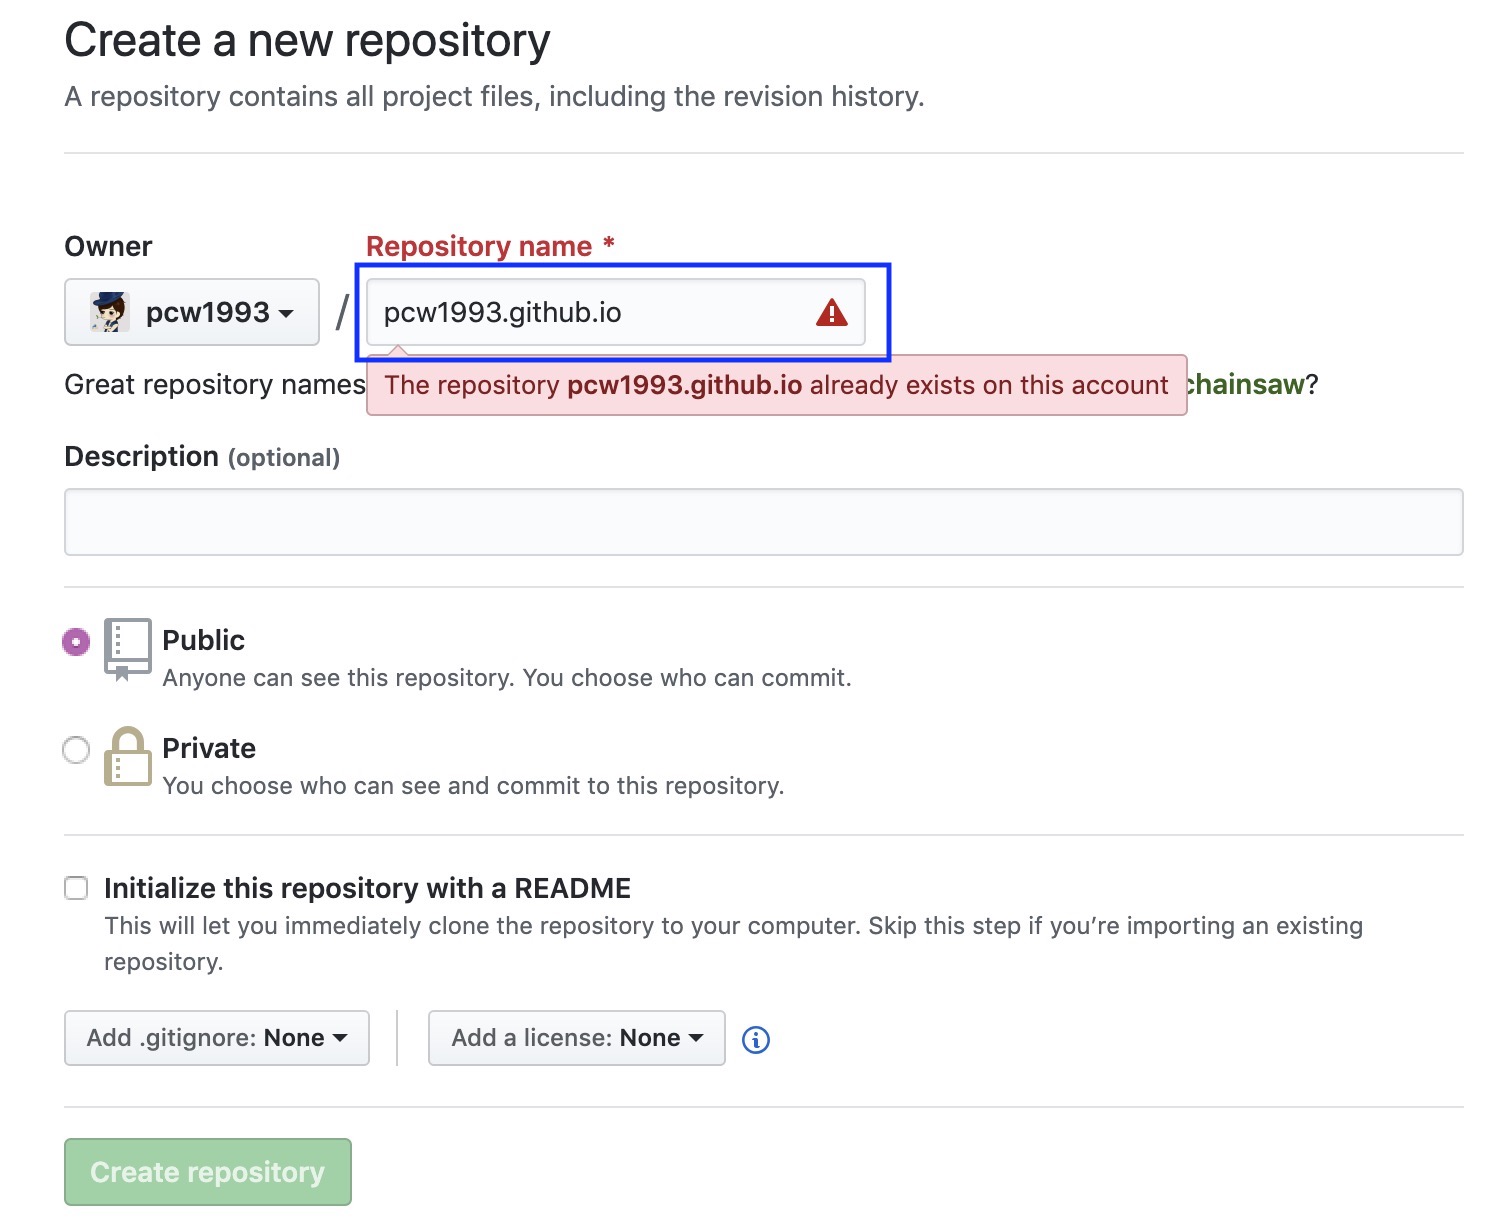 Create a new repository
A repository contains all project files, including the revision history.
Owner
Repository name *
pcw1993
/
pcw1993.github.io
The repository pcw1993.github.io already exists on this account
Great repository names chainsaw?
Description (optional)
Public
Anyone can see this repository. You choose who can commit.
Private
You choose who can see and commit to this repository.
Initialize this repository with a README
This will let you immediately clone the repository to your computer. Skip this step if you’re importing an existing
repository.
Add .gitignore: None
Add a license: None
Create repository